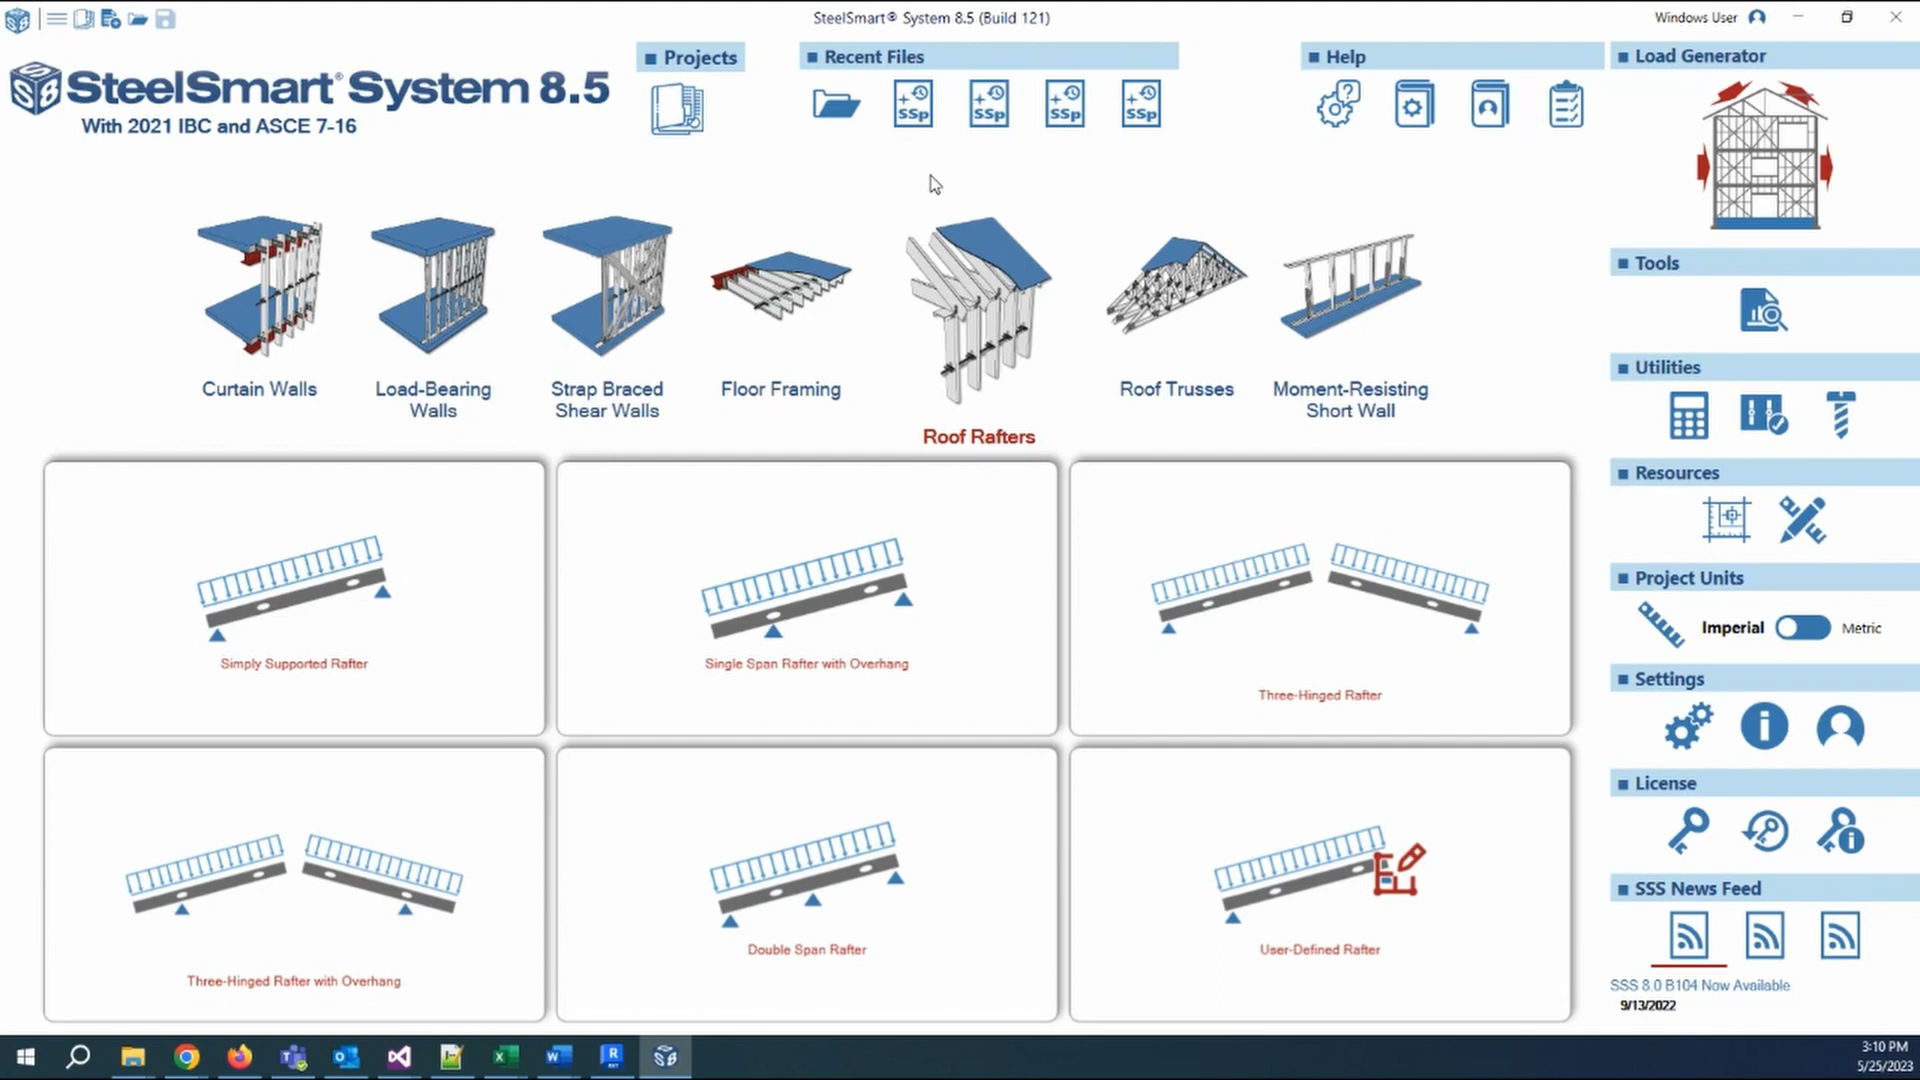 SteelSmart® System 8.5 (Build 121)
Windows User
SteelSmart® System 8.5
With 2021 IBC and ASCE 7-16
Projects
Recent Files
Help
Load Generator
SSp
SSp
SSp
SSp
Curtain Walls
Load-Bearing
Walls
Strap Braced
Shear Walls
Floor Framing
Roof Rafters
Roof Trusses
Moment-Resisting
Short Wall
Simply Supported Rafter
Single Span Rafter with Overhang
Three-Hinged Rafter
Three-Hinged Rafter with Overhang
Double Span Rafter
User-Defined Rafter
Tools
Utilities
Resources
Project Units
Imperial
Metric
Settings
License
SSS News Feed
SSS 8.0 B104 Now Available
9/13/2022
3:10 PM
5/25/2023